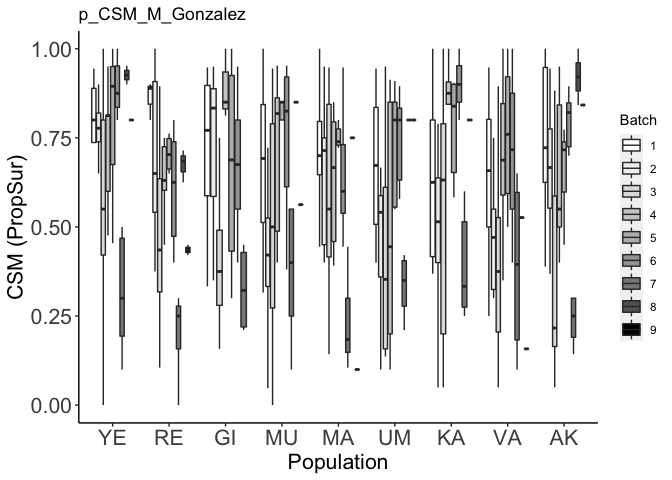 p_CSM_M_Gonzalez
1.00
0.75
0.50
0.25
0.00
CSM (PropSur)
YE RE GI MU MA UM KA VA AK
Population
Batch
1
2
3
4
5
6
7
8
9